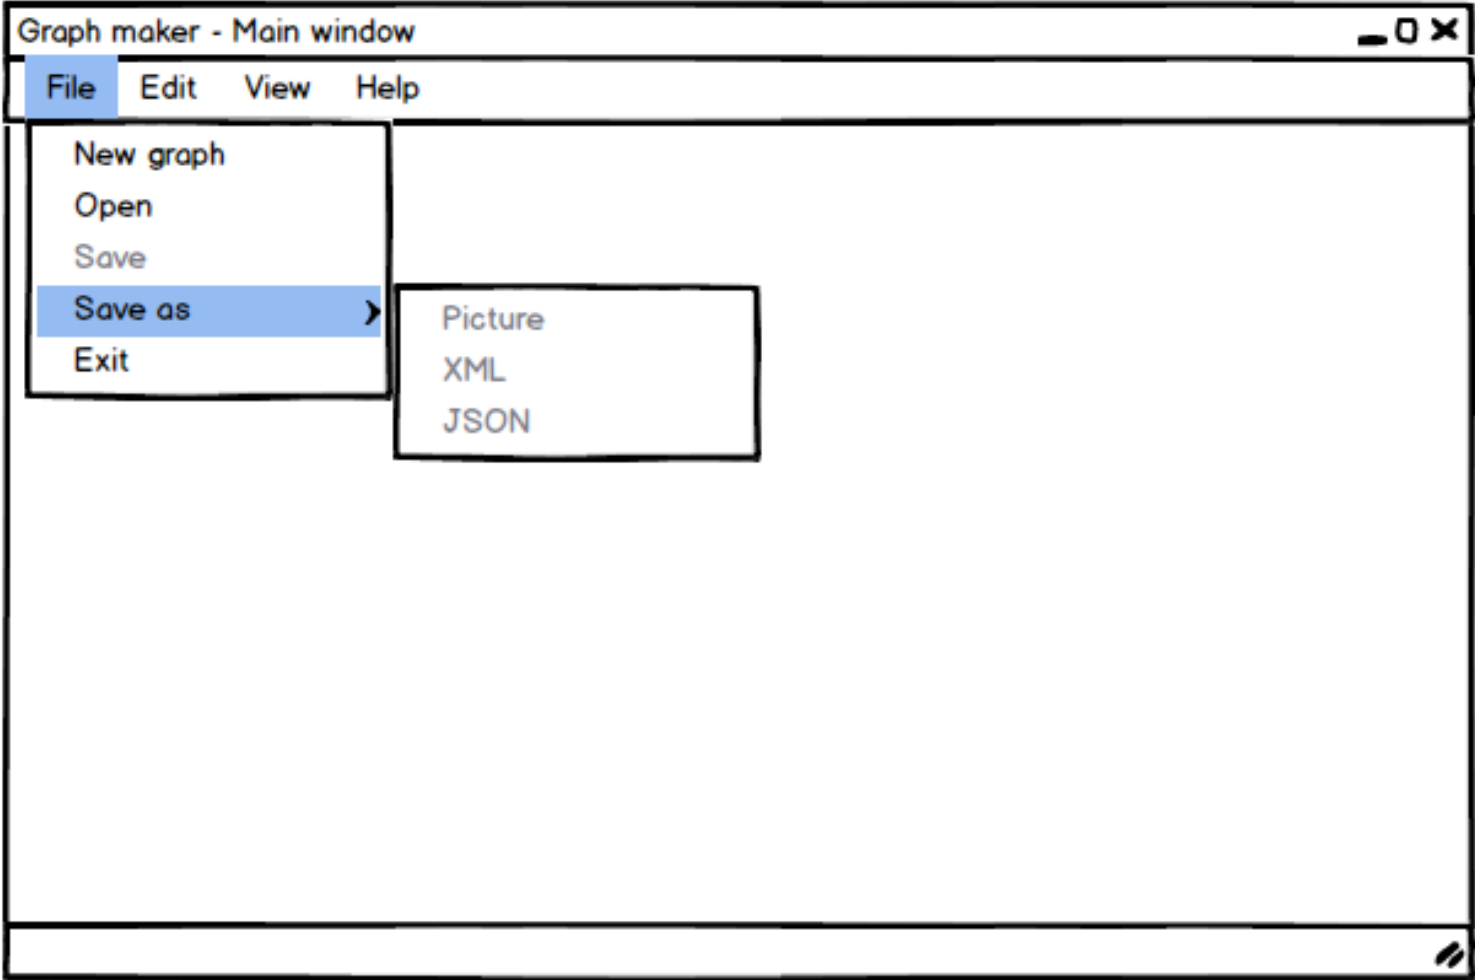 Graph maker - Main window
File Edit View Help
New graph
Open
Save
Save as
Exit
Picture
XML
JSON